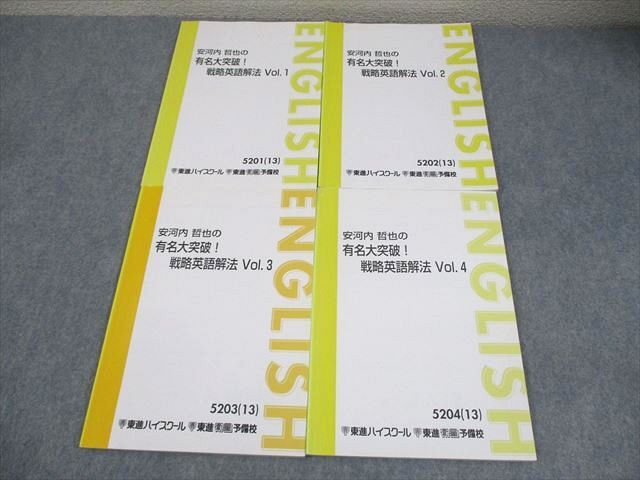 安河内 哲也の
有名大突破！
戦略英語解法 Vol. 1
5201(13)
東進ハイスクール 東進衛星予備校
ENGLISH
安河内 哲也の
有名大突破！
戦略英語解法 Vol. 2
5202(13)
東進ハイスクール 東進衛星予備校
ENGLISH
安河内 哲也の
有名大突破！
戦略英語解法 Vol. 3
5203(13)
東進ハイスクール 東進衛星予備校
ENGLISH
安河内 哲也の
有名大突破！
戦略英語解法 Vol. 4
5204(13)
東進ハイスクール 東進衛星予備校
ENGLISH